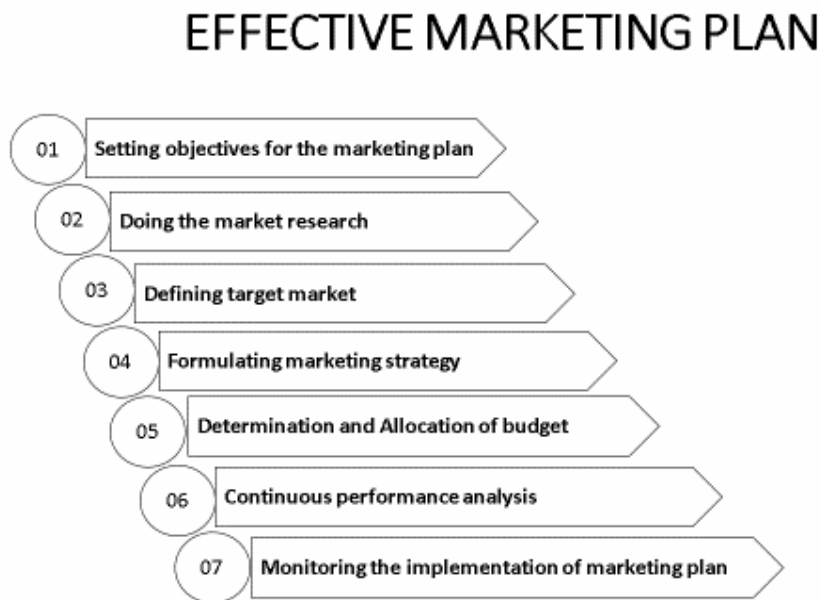 EFFECTIVE MARKETING PLAN
01 Setting objectives for the marketing plan
02 Doing the market research
03 Defining target market
04 Formulating marketing strategy
05 Determination and Allocation of budget
06 Continuous performance analysis
07 Monitoring the implementation of marketing plan